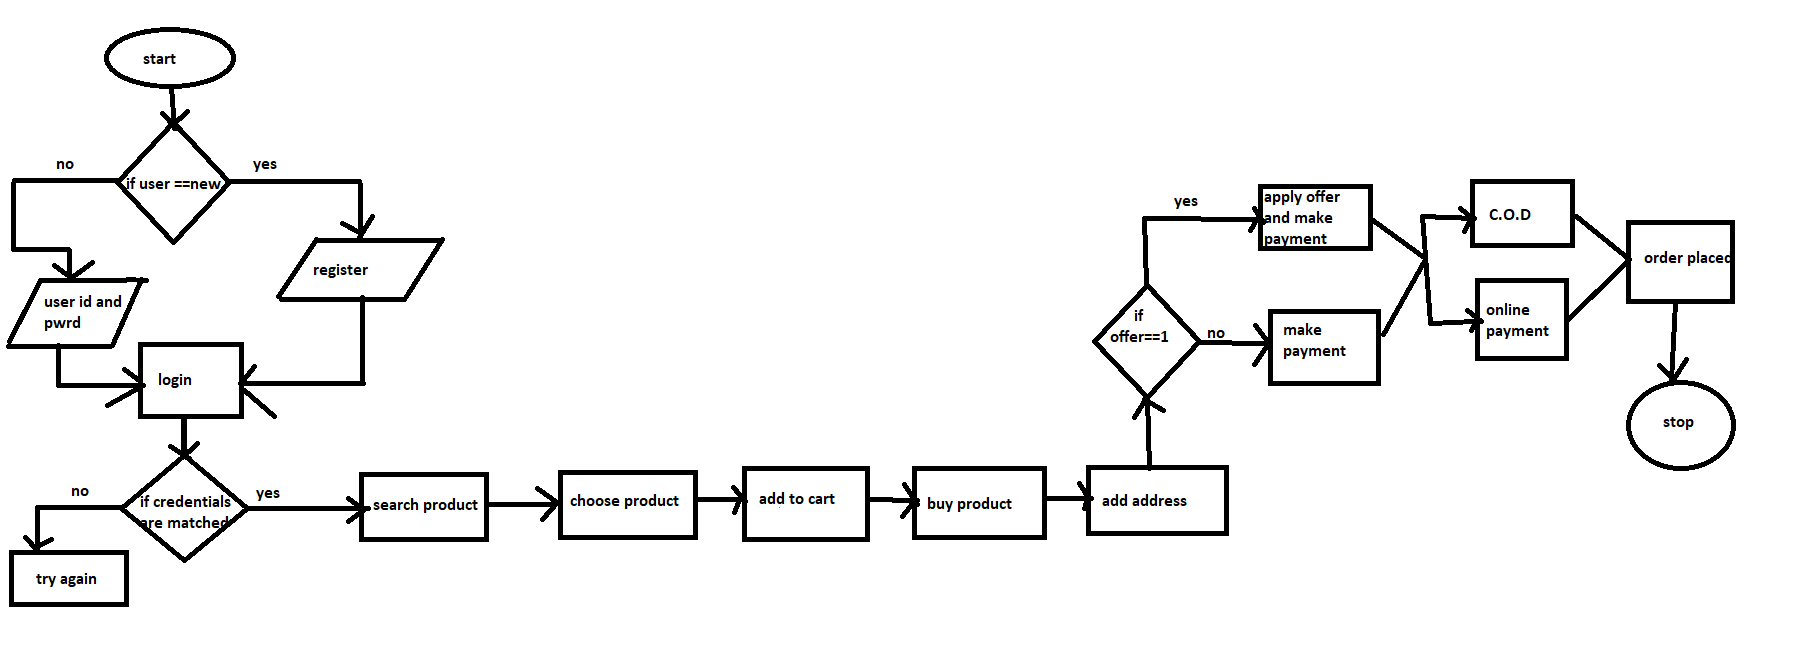 start
no
yes
if user ==new
register
user id and
pwrd
login
no
yes
if credentials
are matched
try again
search product
choose product
add to cart
buy product
add address
if
offer==1
yes
no
apply offer
and make
payment
make
payment
C.O.D
online
payment
order placed
stop